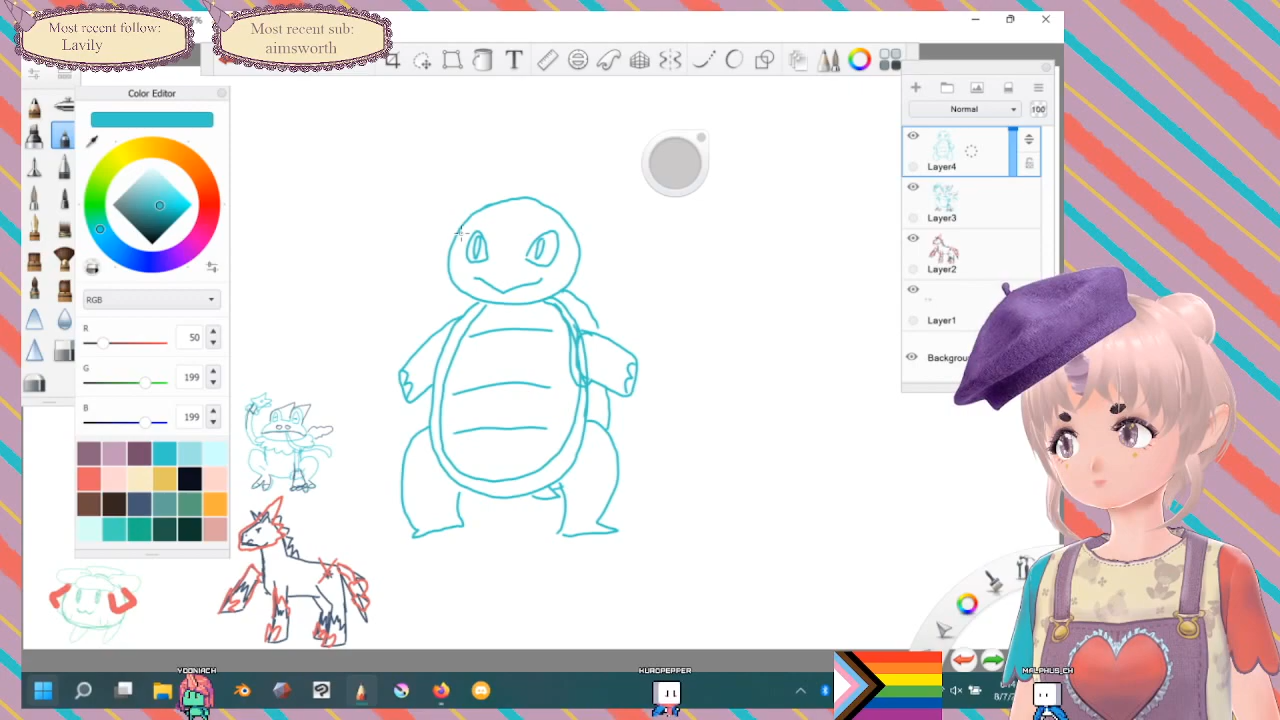 Most recent follow:
Lavily
Most recent sub:
aimsworth
Color Editor
T
Normal
100
Layer4
Layer3
Layer2
Layer1
RGB
R
50
G
199
B
199
YOONIACH
KUROPEPPER
MALPHUS_CH